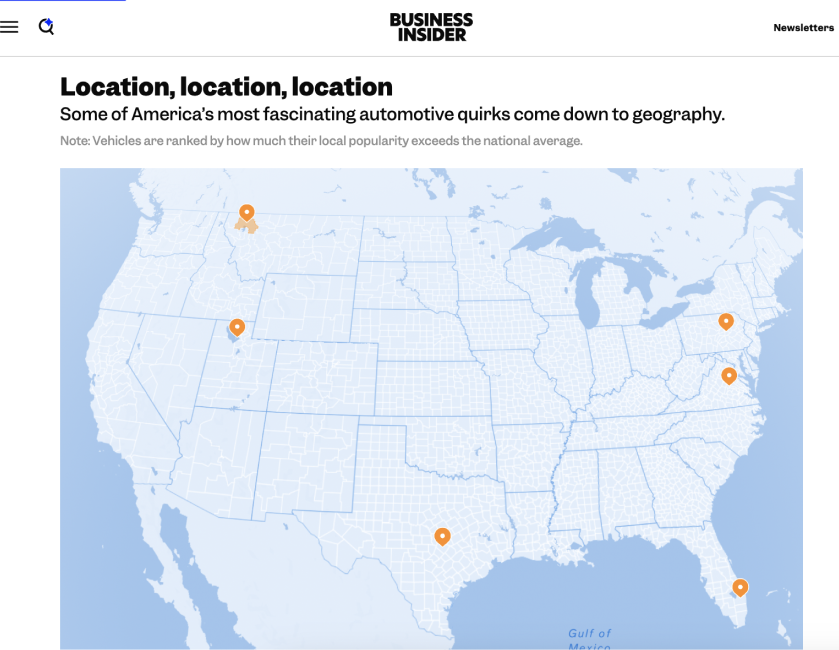 BUSINESS
INSIDER
Newsletters
Location, location, location
Some of America's most fascinating automotive quirks come down to geography.
Note: Vehicles are ranked by how much their local popularity exceeds the national average.
Gulf of
Mexico